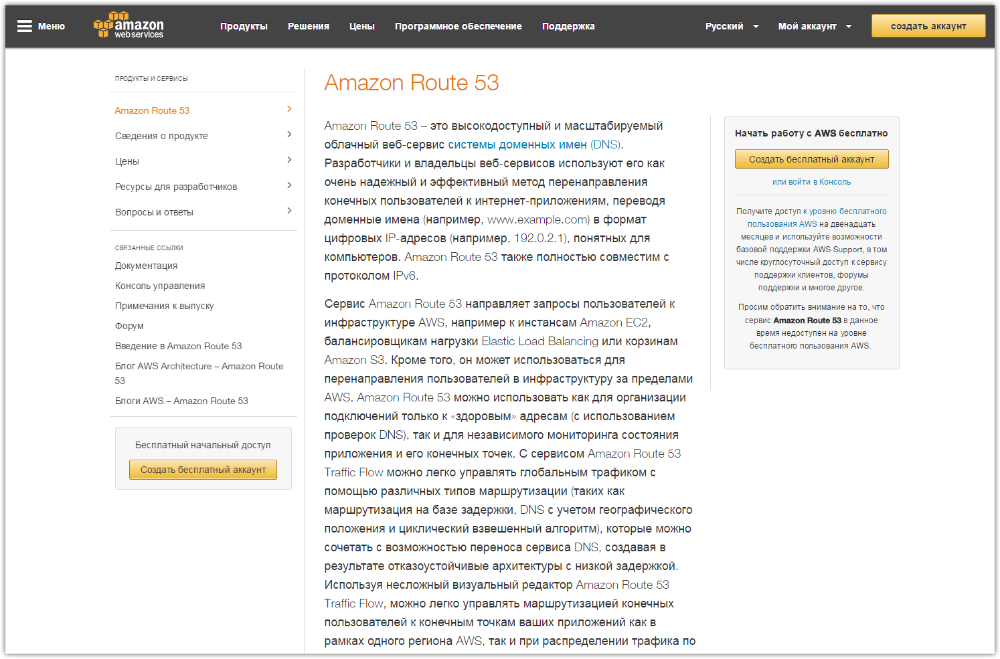 Меню
amazon
web services
Продукты
Решения
Цены
Программное обеспечение
Поддержка
Русский
Мой аккаунт
создать аккаунт
ПРОДУКТЫ И СЕРВИСЫ
Amazon Route 53
Сведения о продукте
Цены
Ресурсы для разработчиков
Вопросы и ответы
СВЯЗАННЫЕ ССЫЛКИ
Документация
Консоль управления
Примечания к выпуску
Форум
Введение в Amazon Route 53
Блог AWS Architecture – Amazon Route
53
Блоги AWS – Amazon Route 53
Бесплатный начальный доступ
Создать бесплатный аккаунт
Amazon Route 53
Amazon Route 53 – это высокодоступный и масштабируемый
облачный веб-сервис системы доменных имен (DNS).
Разработчики и владельцы веб-сервисов используют его как
очень надежный и эффективный метод перенаправления
конечных пользователей к интернет-приложениям, переводя
доменные имена (например, www.example.com) в формат
цифровых IP-адресов (например, 192.0.2.1), понятных для
компьютеров. Amazon Route 53 также полностью совместим с
протоколом IPv6.
Сервис Amazon Route 53 направляет запросы пользователей к
инфраструктуре AWS, например к инстансам Amazon EC2,
балансировщикам нагрузки Elastic Load Balancing или корзинам
Amazon S3. Кроме того, он может использоваться для
перенаправления пользователей в инфраструктуру за пределами
AWS. Amazon Route 53 можно использовать как для организации
подключений только к «здоровым» адресам (с использованием
проверок DNS), так и для независимого мониторинга состояния
приложения и его конечных точек. С сервисом Amazon Route 53
Traffic Flow можно легко управлять глобальным трафиком с
помощью различных типов маршрутизации (таких как
маршрутизация на базе задержки, DNS с учетом географического
положения и циклический взвешенный алгоритм), которые можно
сочетать с возможностью переноса сервиса DNS, создавая в
результате отказоустойчивые архитектуры с низкой задержкой.
Используя несложный визуальный редактор Amazon Route 53
Traffic Flow, можно легко управлять маршрутизацией конечных
пользователей к конечным точкам ваших приложений как в
рамках одного региона AWS, так и при распределении трафика по
Начать работу с AWS бесплатно
Создать бесплатный аккаунт
или войти в Консоль
Получите доступ к уровню бесплатного
пользования AWS на двенадцать
месяцев и используйте возможности
базовой поддержки AWS Support, в том
числе круглосуточный доступ к сервису
поддержки клиентов, форумы
поддержки и многое другое.
Просим обратить внимание на то, что
сервис Amazon Route 53 в данное
время недоступен на уровне
бесплатного пользования AWS.